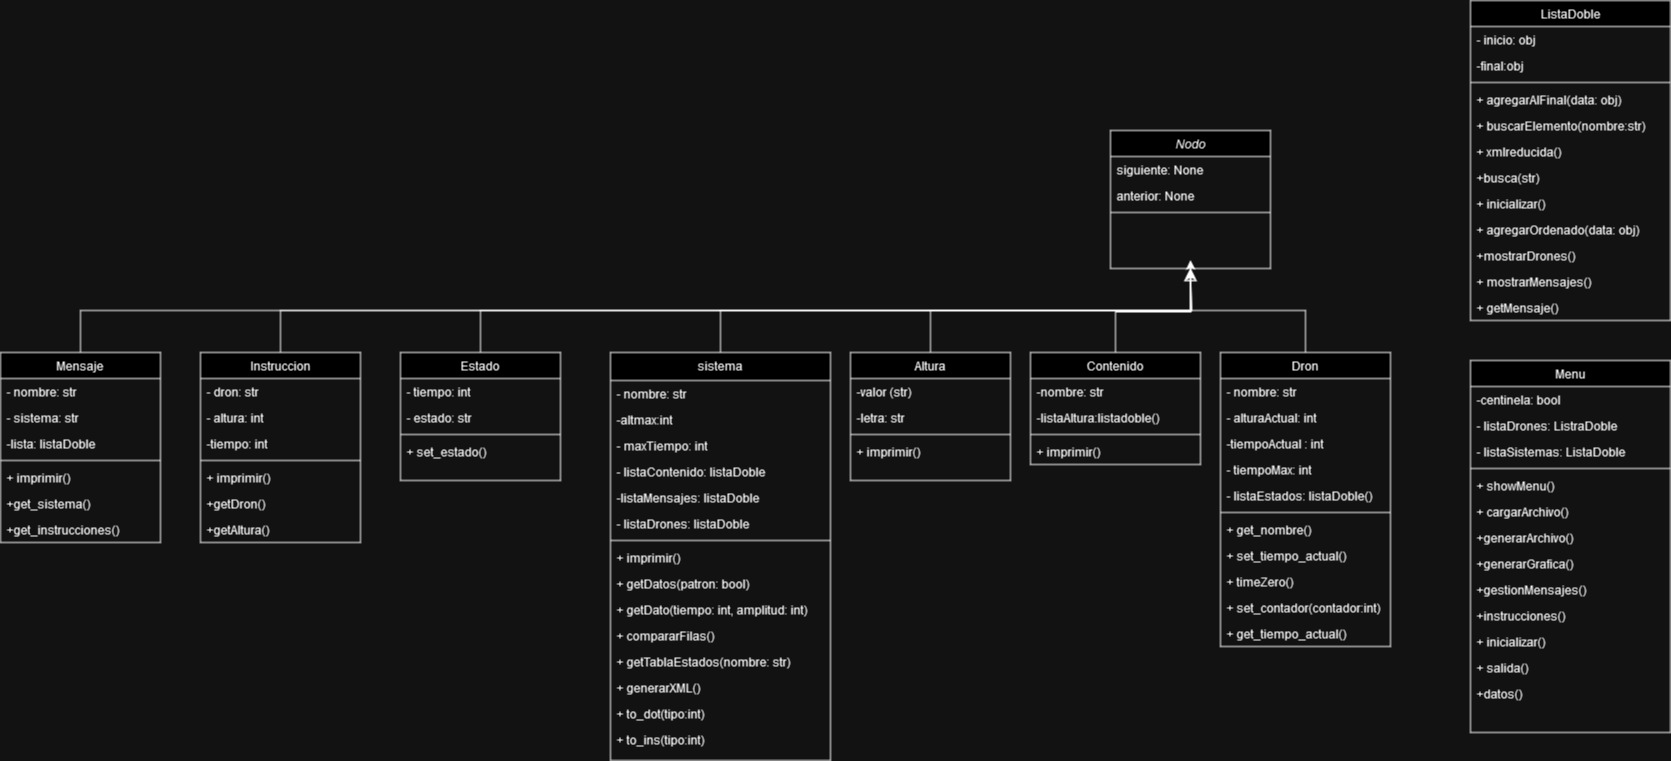 ListaDoble
- inicio: obj
-final:obj
+ agregarAlFinal(data: obj)
+ buscarElemento(nombre:str)
+ xmlreducida()
+busca(str)
+ inicializar()
+ agregarOrdenado(data: obj)
+mostrarDrones()
+ mostrarMensajes()
+ getMensaje()
Nodo
siguiente: None
anterior: None
Mensaje
- nombre: str
- sistema: str
-lista: listaDoble
+ imprimir()
+get_sistema()
+get_instrucciones()
Instruccion
- dron: str
- altura: int
-tiempo: int
+ imprimir()
+getDron()
+getAltura()
Estado
- tiempo: int
- estado: str
+ set_estado()
sistema
- nombre: str
-altmax:int
- maxTiempo: int
- listaContenido: listaDoble
-listaMensajes: listaDoble
- listaDrones: listaDoble
+ imprimir()
+ getDatos(patron: bool)
+ getDato(tiempo: int, amplitud: int)
+ compararFilas()
+ getTablaEstados(nombre: str)
+ generarXML()
+ to_dot(tipo:int)
+ to_ins(tipo:int)
Altura
-valor (str)
-letra: str
+ imprimir()
Contenido
-nombre: str
-listaAltura:listadoble()
+ imprimir()
Dron
- nombre: str
- alturaActual: int
-tiempoActual : int
- tiempoMax: int
- listaEstados: listaDoble()
+ get_nombre()
+ set_tiempo_actual()
+ timeZero()
+ set_contador(contador:int)
+ get_tiempo_actual()
Menu
-centinela: bool
- listaDrones: ListraDoble
- listaSistemas: ListaDoble
+ showMenu()
+ cargarArchivo()
+generarArchivo()
+generarGrafica()
+gestionMensajes()
+instrucciones()
+ inicializar()
+ salida()
+datos()